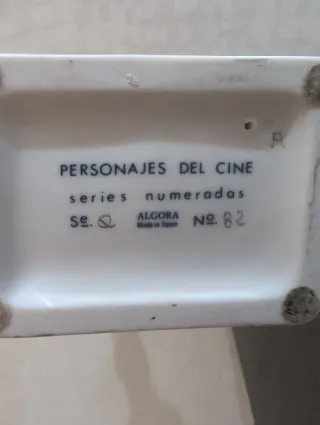 PERSONAJES DEL CINE
series numeradas
Se. Q ALGORA Nº. 82
Made in Spain